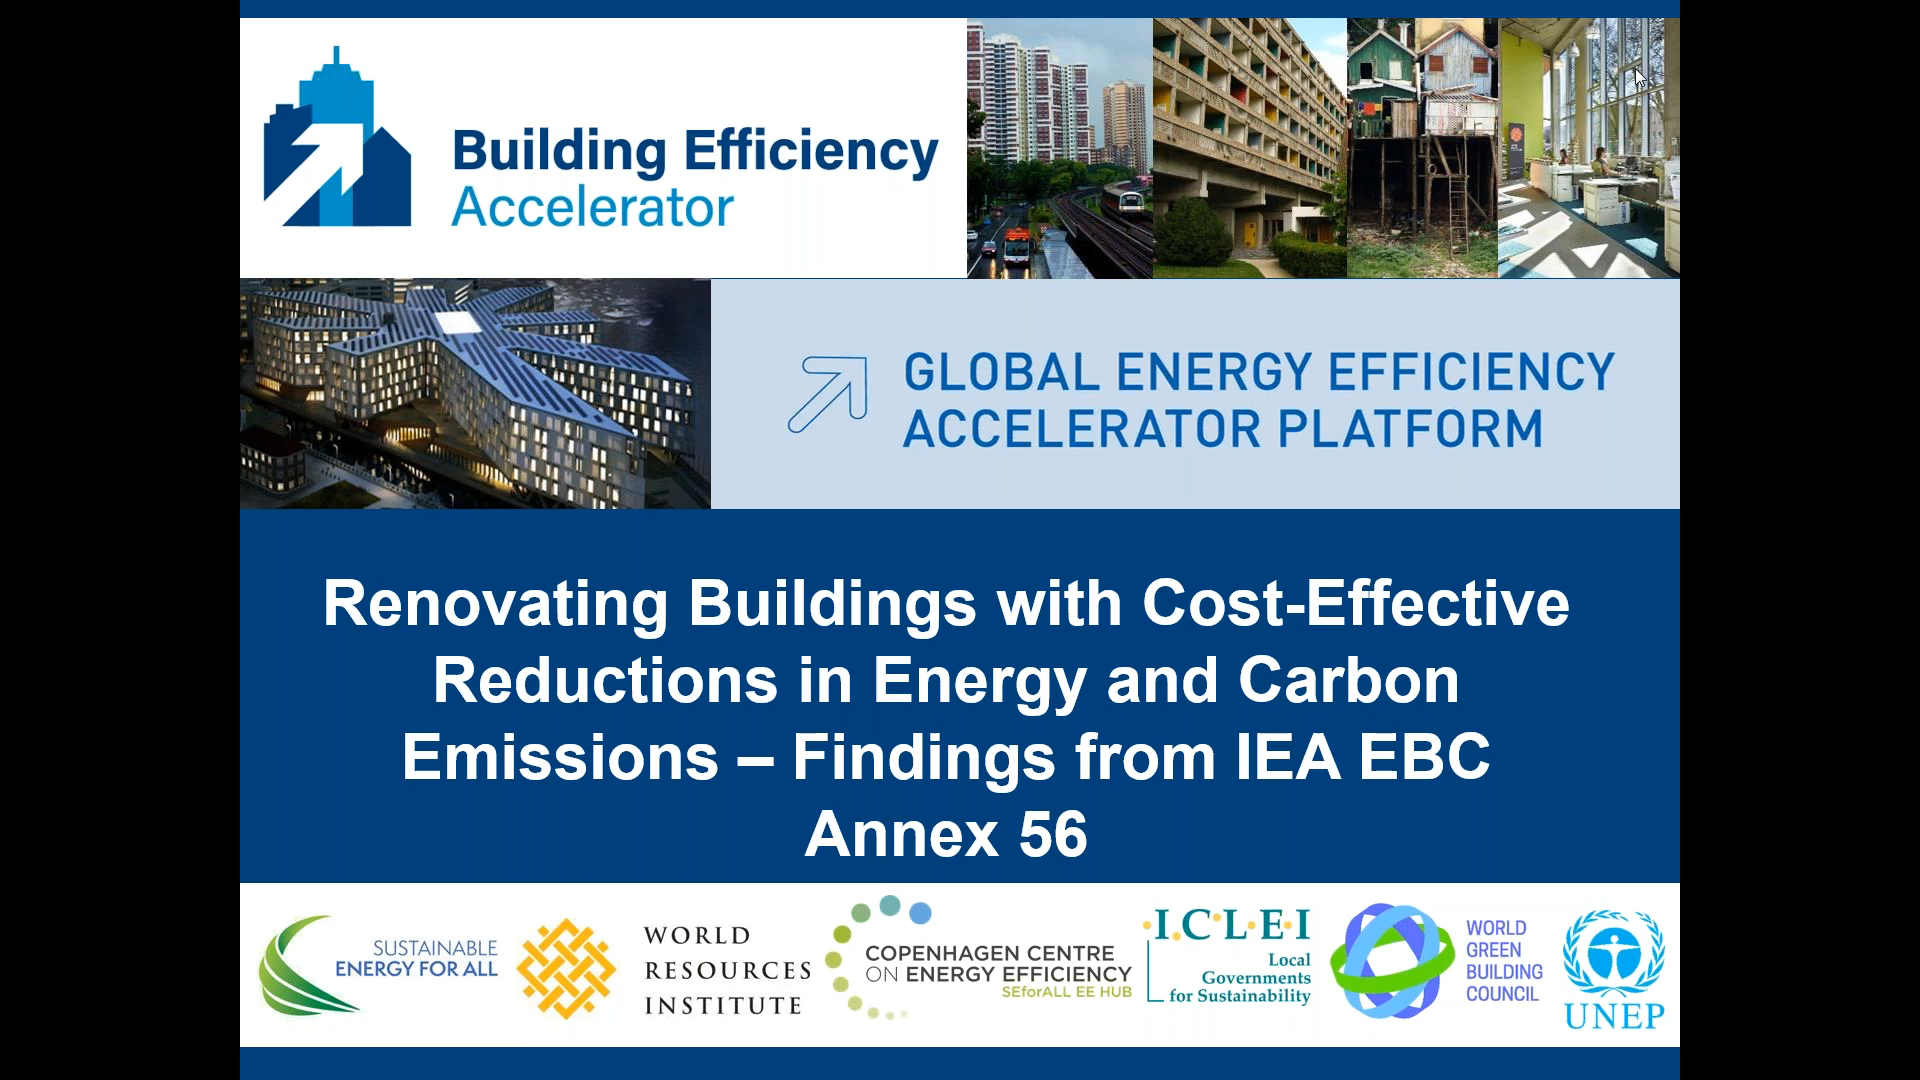 Building Efficiency
Accelerator
GLOBAL ENERGY EFFICIENCY
ACCELERATOR PLATFORM
Renovating Buildings with Cost-Effective
Reductions in Energy and Carbon
Emissions – Findings from IEA EBC
Annex 56
SUSTAINABLE
ENERGY FOR ALL
WORLD
RESOURCES
INSTITUTE
COPENHAGEN CENTRE
ON ENERGY EFFICIENCY
SEforALL EE HUB
I.C.L.E.I
Local
Governments
for Sustainability
WORLD
GREEN
BUILDING
COUNCIL
UNEP